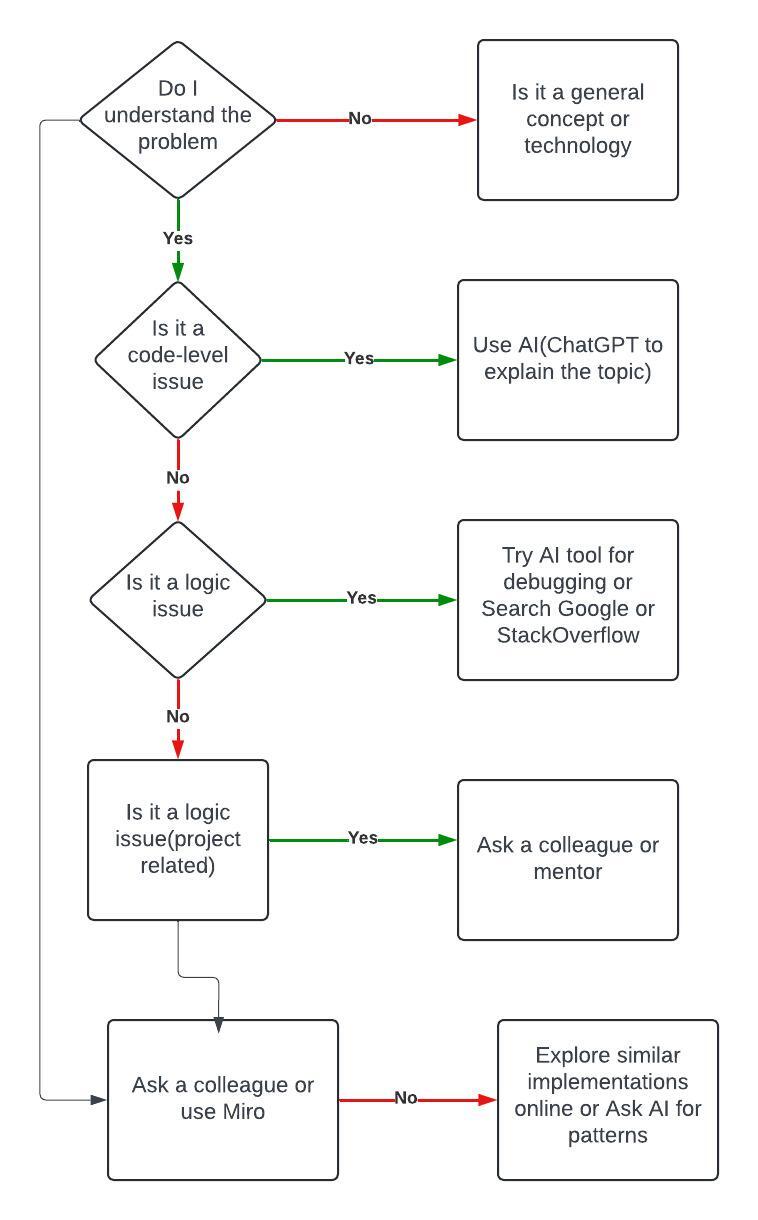 Do I
understand the
problem
No
Is it a general
concept or
technology
Yes
Is it a
code-level
issue
Yes
Use AI(ChatGPT to
explain the topic)
No
Is it a logic
issue
Yes
Try AI tool for
debugging or
Search Google or
StackOverflow
No
Is it a logic
issue(project
related)
Yes
Ask a colleague or
mentor
Ask a colleague or
use Miro
No
Explore similar
implementations
online or Ask AI for
patterns